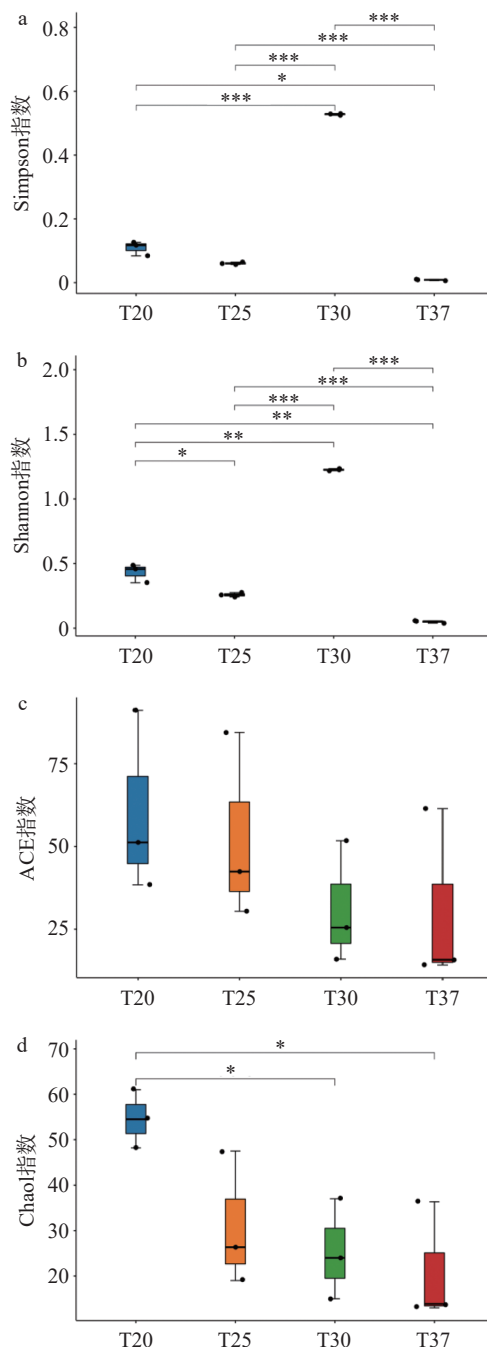 a
0.8
***
***
***
0.6
*
***
Simpson指数
0.4
0.2
0
T20 T25 T30 T37
b
2.0
***
***
***
**
1.5
**
*
Shannon指数
1.0
0.5
0
T20 T25 T30 T37
c
75
ACE指数
50
25
T20 T25 T30 T37
d
70
*
*
60
50
Chaol指数
40
30
20
T20 T25 T30 T37